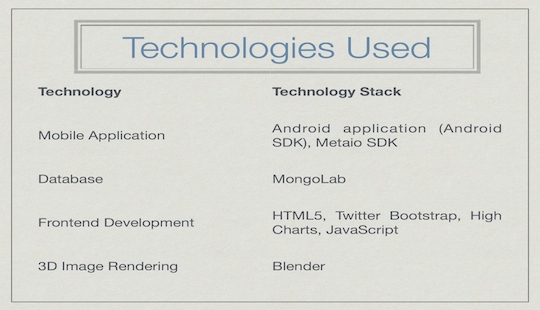 Technologies Used
Technology Technology Stack
Mobile Application Android application (Android
SDK), Metaio SDK
Database MongoLab
Frontend Development HTML5, Twitter Bootstrap, High
Charts, JavaScript
3D Image Rendering Blender